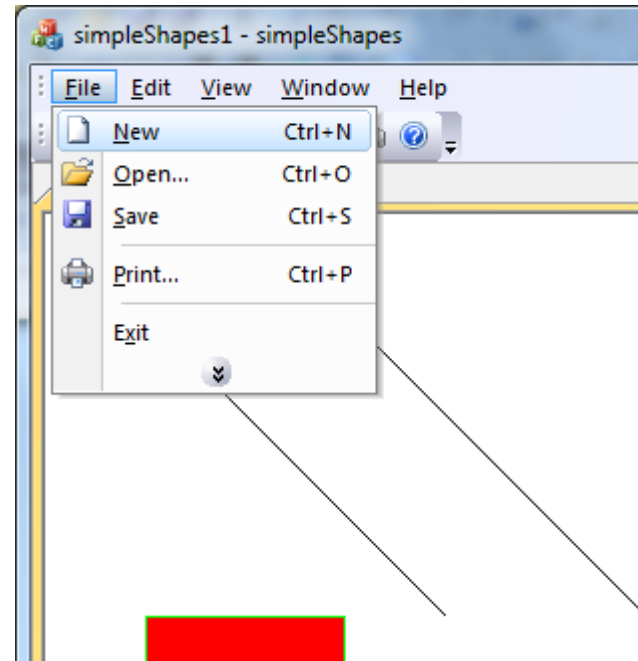 simpleShapes1 - simpleShapes
File Edit View Window Help
New Ctrl+N
Open... Ctrl+O
Save Ctrl+S
Print... Ctrl+P
Exit